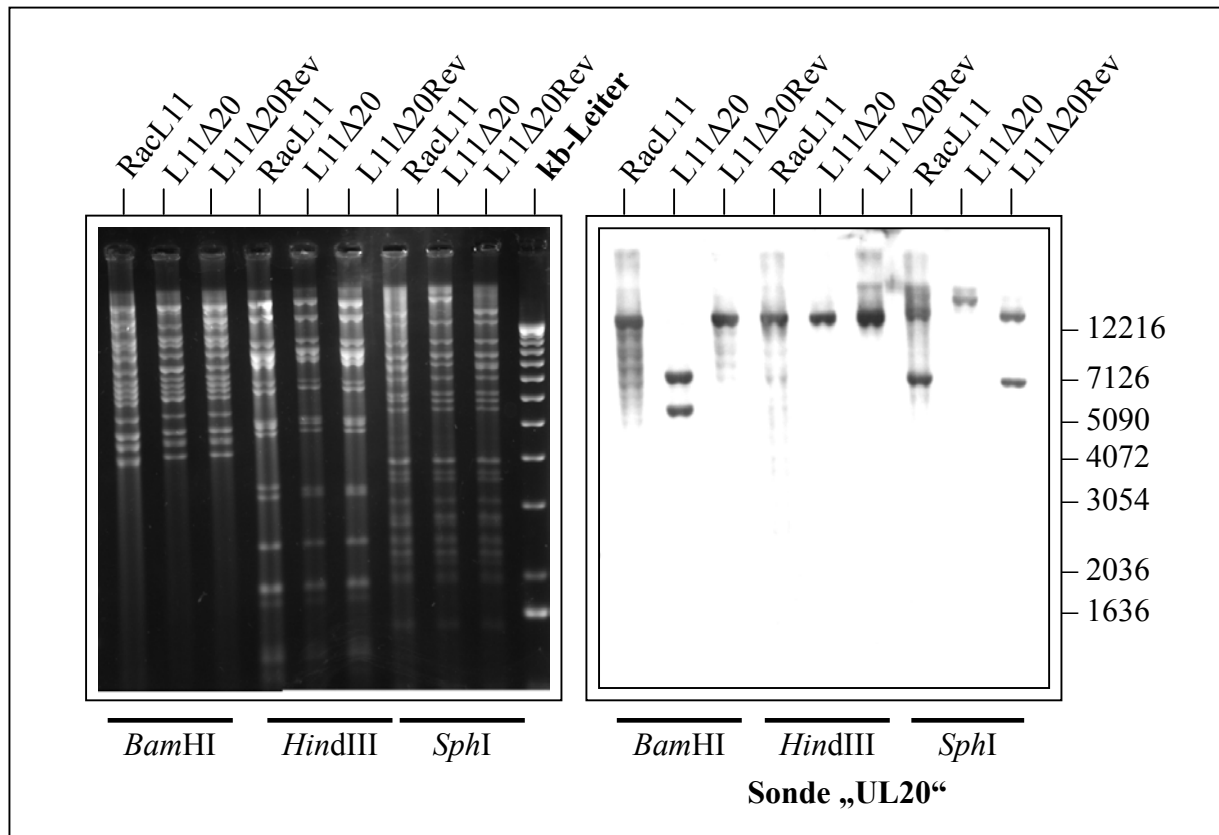 RacL11
L11Δ20
L11Δ20Rev
RacL11
L11Δ20
L11Δ20Rev
RacL11
L11Δ20
L11Δ20Rev
kb-Leiter
RacL11
L11Δ20
L11Δ20Rev
RacL11
L11Δ20
L11Δ20Rev
RacL11
L11Δ20
L11Δ20Rev
12216
7126
5090
4072
3054
2036
1636
BamHI
HindIII
SphI
BamHI
HindIII
SphI
Sonde „UL20“